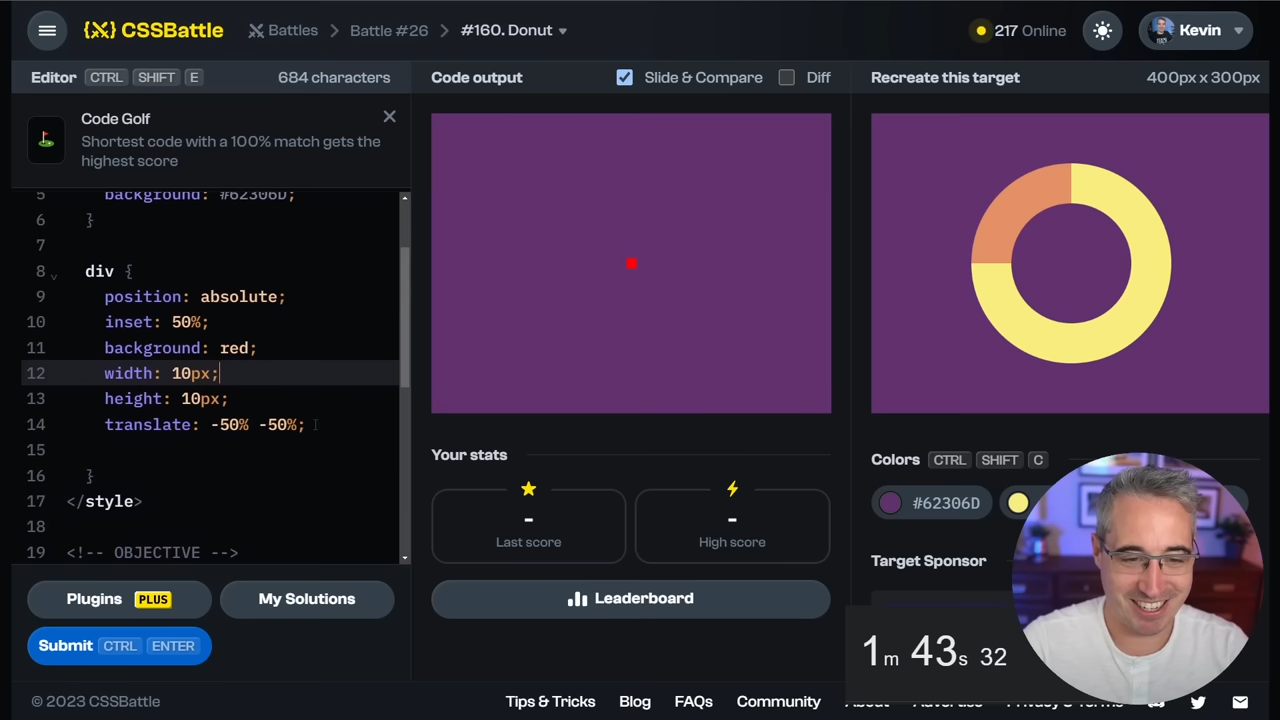 {X} CSSBattle
Battles
Battle #26
#160. Donut
217 Online
Kevin
Editor CTRL SHIFT E
684 characters
Code output
Slide & Compare
Diff
Recreate this target
400px x 300px
Code Golf
Shortest code with a 100% match gets the
highest score
5 background: #62306D;
6 }
7
8 div {
9 position: absolute;
10 inset: 50%;
11 background: red;
12 width: 10px;
13 height: 10px;
14 translate: -50% -50%;
15
16 }
17 </style>
18
19 <!-- OBJECTIVE -->
Your stats
-
Last score
-
High score
Leaderboard
Colors CTRL SHIFT C
#62306D
Target Sponsor
Plugins PLUS
My Solutions
Submit CTRL ENTER
1m 43s 32
© 2023 CSSBattle
Tips & Tricks
Blog
FAQs
Community